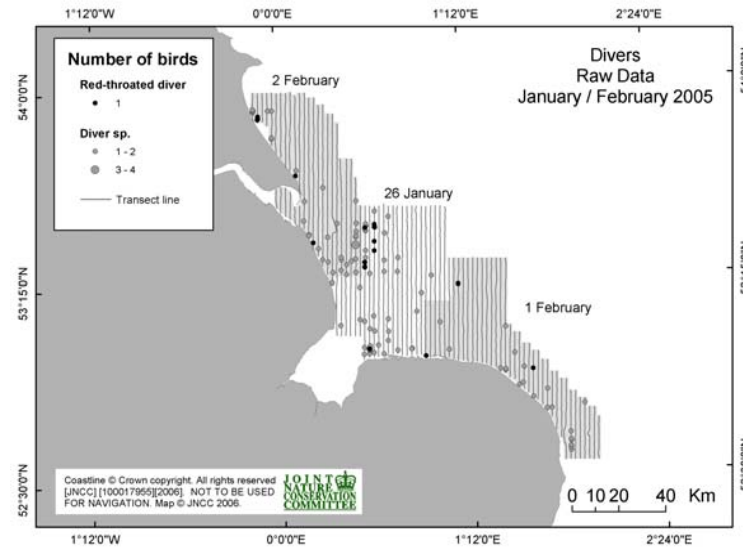 1°12'0"W 0°0'0"E 1°12'0"E 2°24'0"E
Number of birds
Red-throated diver
1
Diver sp.
1 - 2
3 - 4
Transect line
Divers
Raw Data
January / February 2005
2 February
26 January
1 February
54°0'0"N
53°15'0"N
52°30'0"N
53°15'0"N
Coastline © Crown copyright. All rights reserved
[JNCC] [100017955][2006]. NOT TO BE USED
FOR NAVIGATION. Map © JNCC 2006.
JOINT
NATURE
CONSERVATION
COMMITTEE
0 10 20 40 Km
1°12'0"W 0°0'0"E 1°12'0"E 2°24'0"E